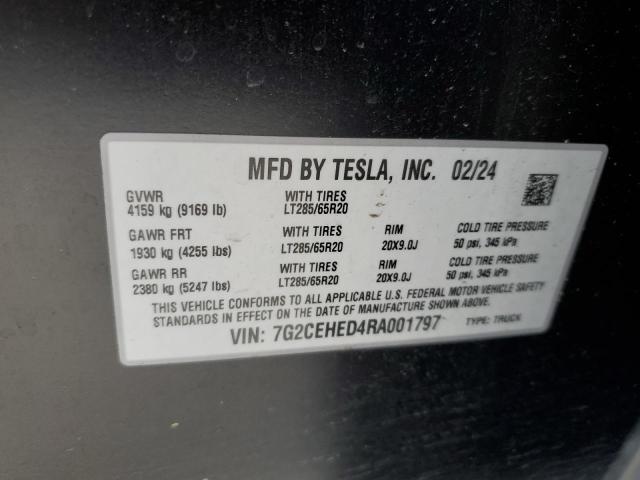 MFD BY TESLA, INC. 02/24
GVWR WITH TIRES
4159 kg (9169 lb) LT285/65R20
GAWR FRT WITH TIRES RIM COLD TIRE PRESSURE
1930 kg (4255 lbs) LT285/65R20 20X9.0J 50 psi, 345 kPa
GAWR RR WITH TIRES RIM COLD TIRE PRESSURE
2380 kg (5247 lbs) LT285/65R20 20X9.0J 50 psi, 345 kPa
THIS VEHICLE CONFORMS TO ALL APPLICABLE U.S. FEDERAL MOTOR VEHICLE SAFETY
STANDARDS IN EFFECT ON THE DATE OF MANUFACTURE SHOWN ABOVE.
VIN: 7G2CEHED4RA001797 TYPE: TRUCK